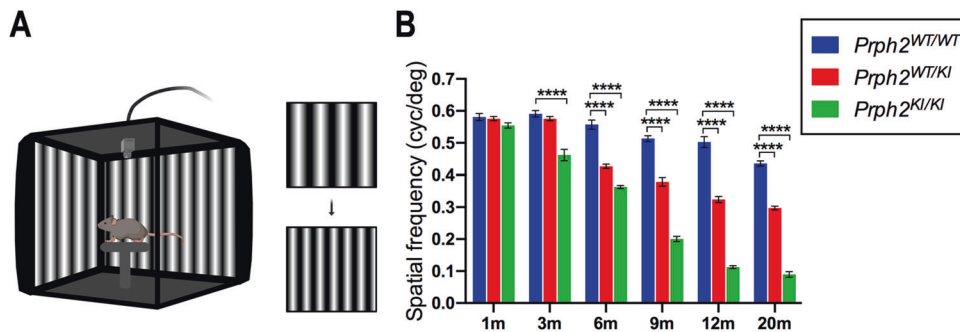 A
B
Prph2WT/WT
Prph2WT/KI
Prph2KI/KI
Spatial frequency (cyc/deg)
0.7
0.6
0.5
0.4
0.3
0.2
0.1
0.0
**** **** **** **** **** ****
**** **** **** ****
1m 3m 6m 9m 12m 20m